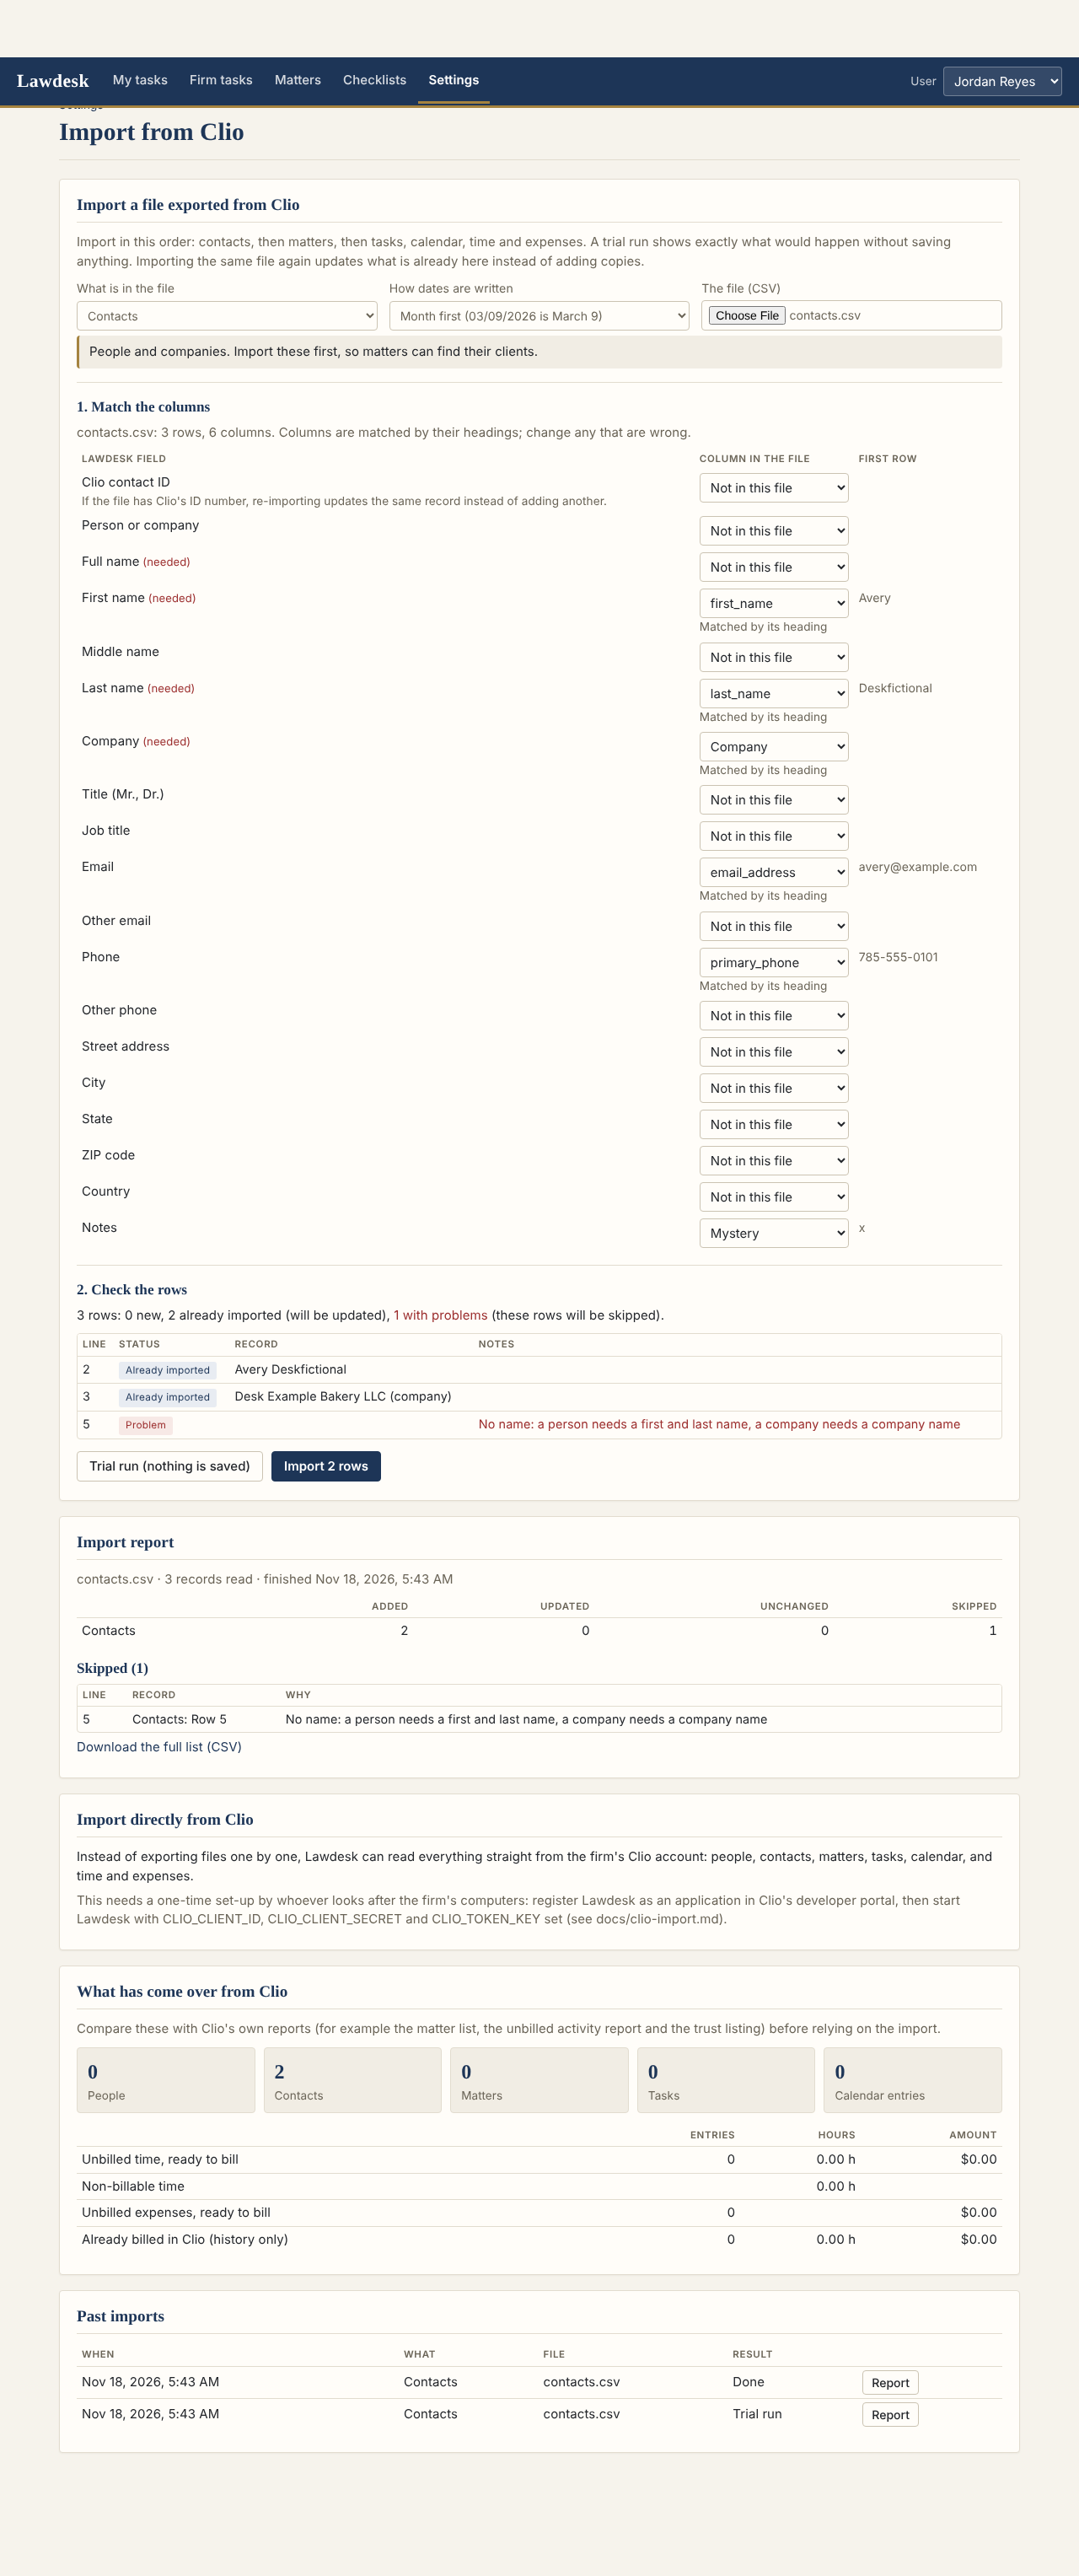 Lawdesk My tasks Firm tasks Matters Checklists Settings User Jordan Reyes
Settings
Import from Clio
Import a file exported from Clio
Import in this order: contacts, then matters, then tasks, calendar, time and expenses. A trial run shows exactly what would happen without saving
anything. Importing the same file again updates what is already here instead of adding copies.
What is in the file How dates are written The file (CSV)
Contacts Month first (03/09/2026 is March 9) Choose File contacts.csv
People and companies. Import these first, so matters can find their clients.
1. Match the columns
contacts.csv: 3 rows, 6 columns. Columns are matched by their headings; change any that are wrong.
LAWDESK FIELD COLUMN IN THE FILE FIRST ROW
Clio contact ID Not in this file
If the file has Clio's ID number, re-importing updates the same record instead of adding another.
Person or company Not in this file
Full name (needed) Not in this file
First name (needed) first_name Avery
Matched by its heading
Middle name Not in this file
Last name (needed) last_name Deskfictional
Matched by its heading
Company (needed) Company
Matched by its heading
Title (Mr., Dr.) Not in this file
Job title Not in this file
Email email_address avery@example.com
Matched by its heading
Other email Not in this file
Phone primary_phone 785-555-0101
Matched by its heading
Other phone Not in this file
Street address Not in this file
City Not in this file
State Not in this file
ZIP code Not in this file
Country Not in this file
Notes Mystery x
2. Check the rows
3 rows: 0 new, 2 already imported (will be updated), 1 with problems (these rows will be skipped).
LINE STATUS RECORD NOTES
2 Already imported Avery Deskfictional
3 Already imported Desk Example Bakery LLC (company)
5 Problem No name: a person needs a first and last name, a company needs a company name
Trial run (nothing is saved) Import 2 rows
Import report
contacts.csv · 3 records read · finished Nov 18, 2026, 5:43 AM
ADDED UPDATED UNCHANGED SKIPPED
Contacts 2 0 0 1
Skipped (1)
LINE RECORD WHY
5 Contacts: Row 5 No name: a person needs a first and last name, a company needs a company name
Download the full list (CSV)
Import directly from Clio
Instead of exporting files one by one, Lawdesk can read everything straight from the firm's Clio account: people, contacts, matters, tasks, calendar, and
time and expenses.
This needs a one-time set-up by whoever looks after the firm's computers: register Lawdesk as an application in Clio's developer portal, then start
Lawdesk with CLIO_CLIENT_ID, CLIO_CLIENT_SECRET and CLIO_TOKEN_KEY set (see docs/clio-import.md).
What has come over from Clio
Compare these with Clio's own reports (for example the matter list, the unbilled activity report and the trust listing) before relying on the import.
0 2 0 0 0
People Contacts Matters Tasks Calendar entries
ENTRIES HOURS AMOUNT
Unbilled time, ready to bill 0 0.00 h $0.00
Non-billable time 0.00 h
Unbilled expenses, ready to bill 0 $0.00
Already billed in Clio (history only) 0 0.00 h $0.00
Past imports
WHEN WHAT FILE RESULT
Nov 18, 2026, 5:43 AM Contacts contacts.csv Done Report
Nov 18, 2026, 5:43 AM Contacts contacts.csv Trial run Report